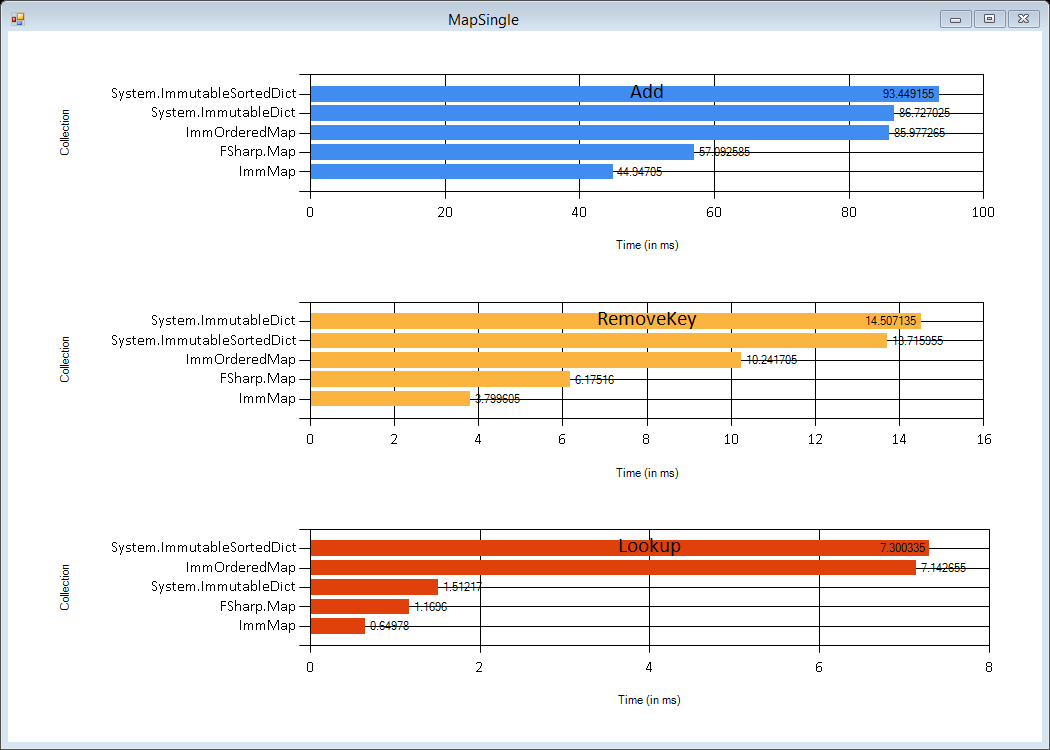 MapSingle
Add
Collection
System.ImmutableSortedDict 93.449155
System.ImmutableDict 86.727025
ImmOrderedMap 85.977265
FSharp.Map 57.092585
ImmMap 44.94705
0 20 40 60 80 100
Time (in ms)
RemoveKey
Collection
System.ImmutableDict 14.507135
System.ImmutableSortedDict 13.715955
ImmOrderedMap 10.241705
FSharp.Map 6.17516
ImmMap 3.799605
0 2 4 6 8 10 12 14 16
Time (in ms)
Lookup
Collection
System.ImmutableSortedDict 7.300335
ImmOrderedMap 7.142655
System.ImmutableDict 1.51217
FSharp.Map 1.1696
ImmMap 0.64978
0 2 4 6 8
Time (in ms)